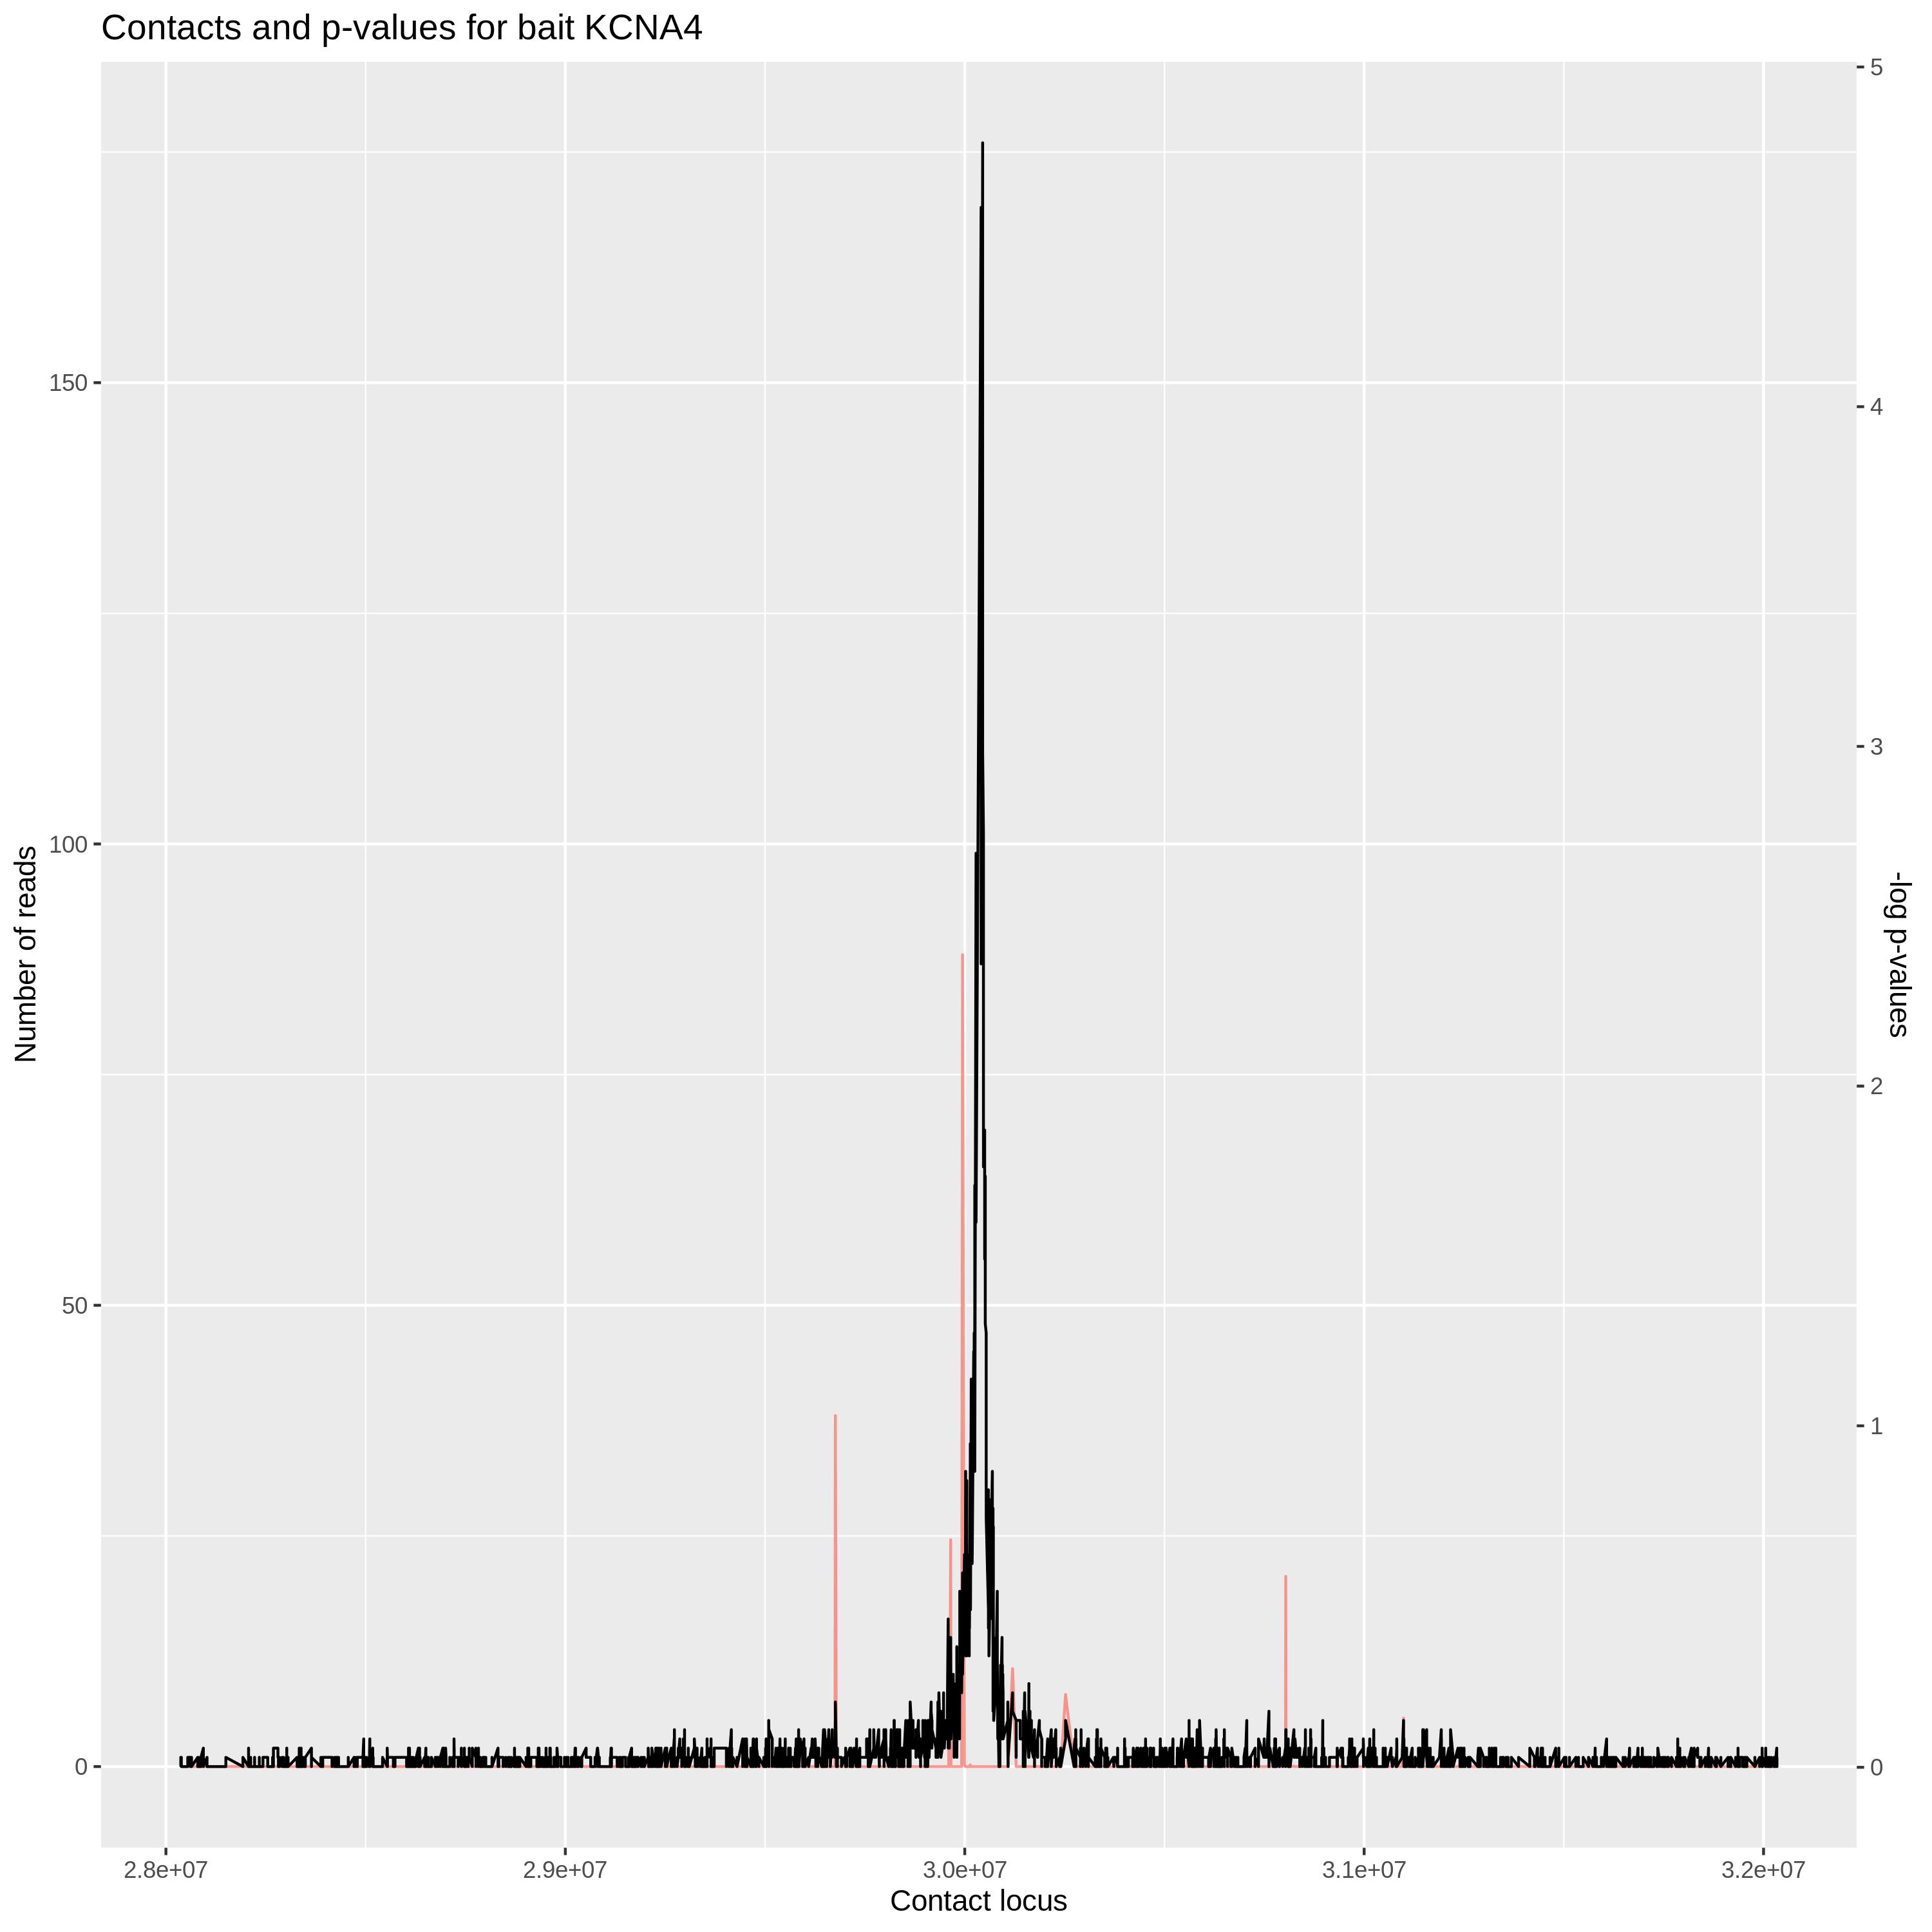 Contacts and p-values for bait KCNA4
Number of reads
150
100
50
0
5
4
3
2
1
0
-log p-values
2.8e+07
2.9e+07
3.0e+07
3.1e+07
3.2e+07
Contact locus